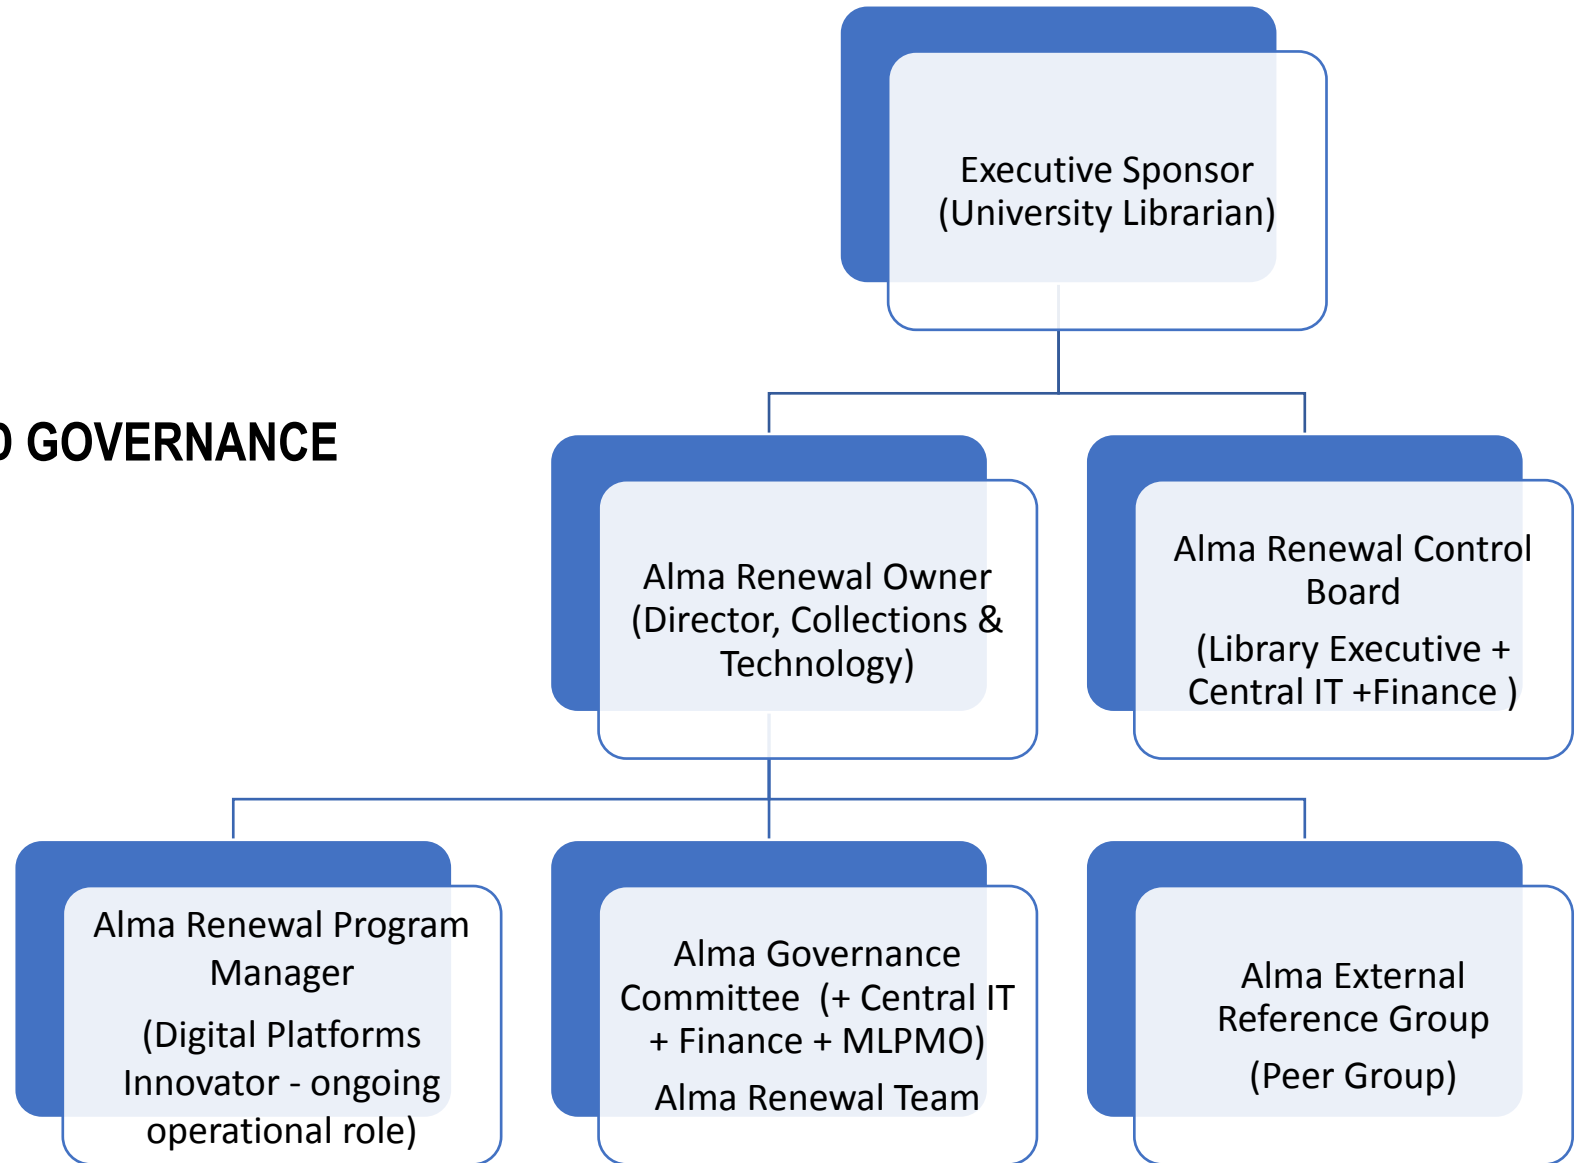 Executive Sponsor
(University Librarian)
GOVERNANCE
Alma Renewal Owner
(Director, Collections &
Technology)
Alma Renewal Control
Board
(Library Executive +
Central IT +Finance )
Alma Renewal Program
Manager
(Digital Platforms
Innovator - ongoing
operational role)
Alma Governance
Committee (+ Central IT
+ Finance + MLPMO)
Alma Renewal Team
Alma External
Reference Group
(Peer Group)